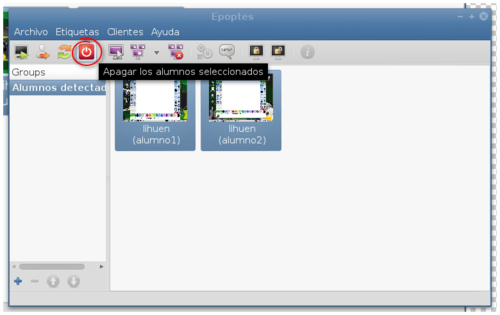 Epoptes
Archivo Etiquetas Clientes Ayuda
Groups
Apagar los alumnos seleccionados
Alumnos detectad
lihuen
(alumno1)
lihuen
(alumno2)